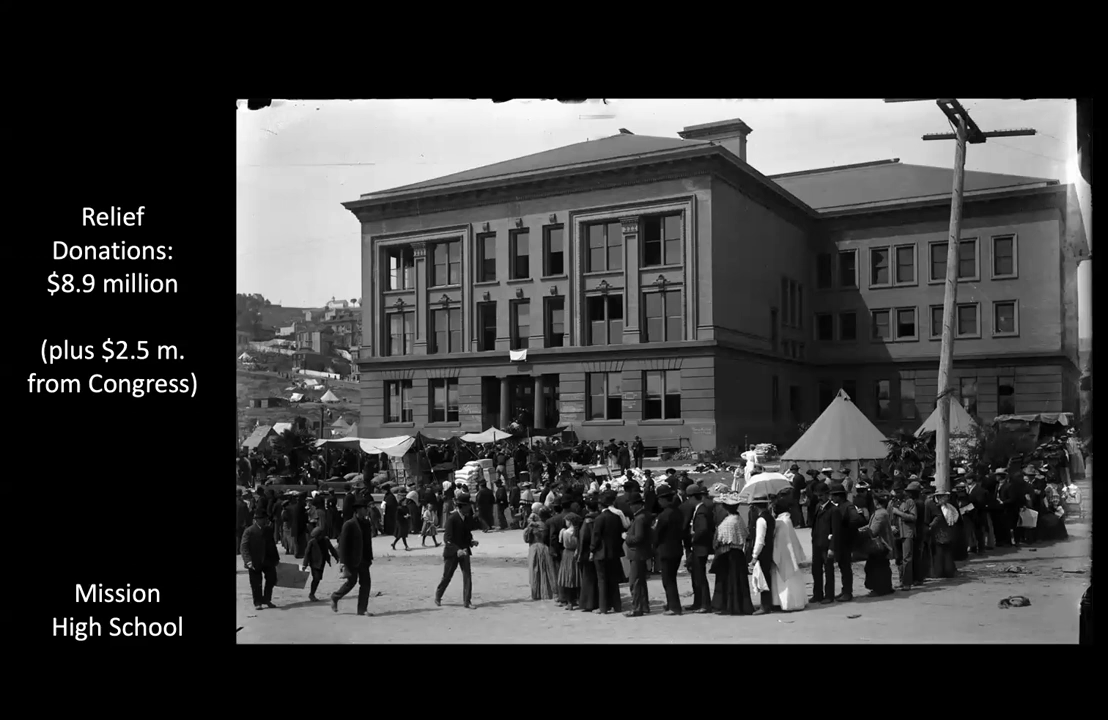 Relief
Donations:
$8.9 million
(plus $2.5 m.
from Congress)
Mission
High School